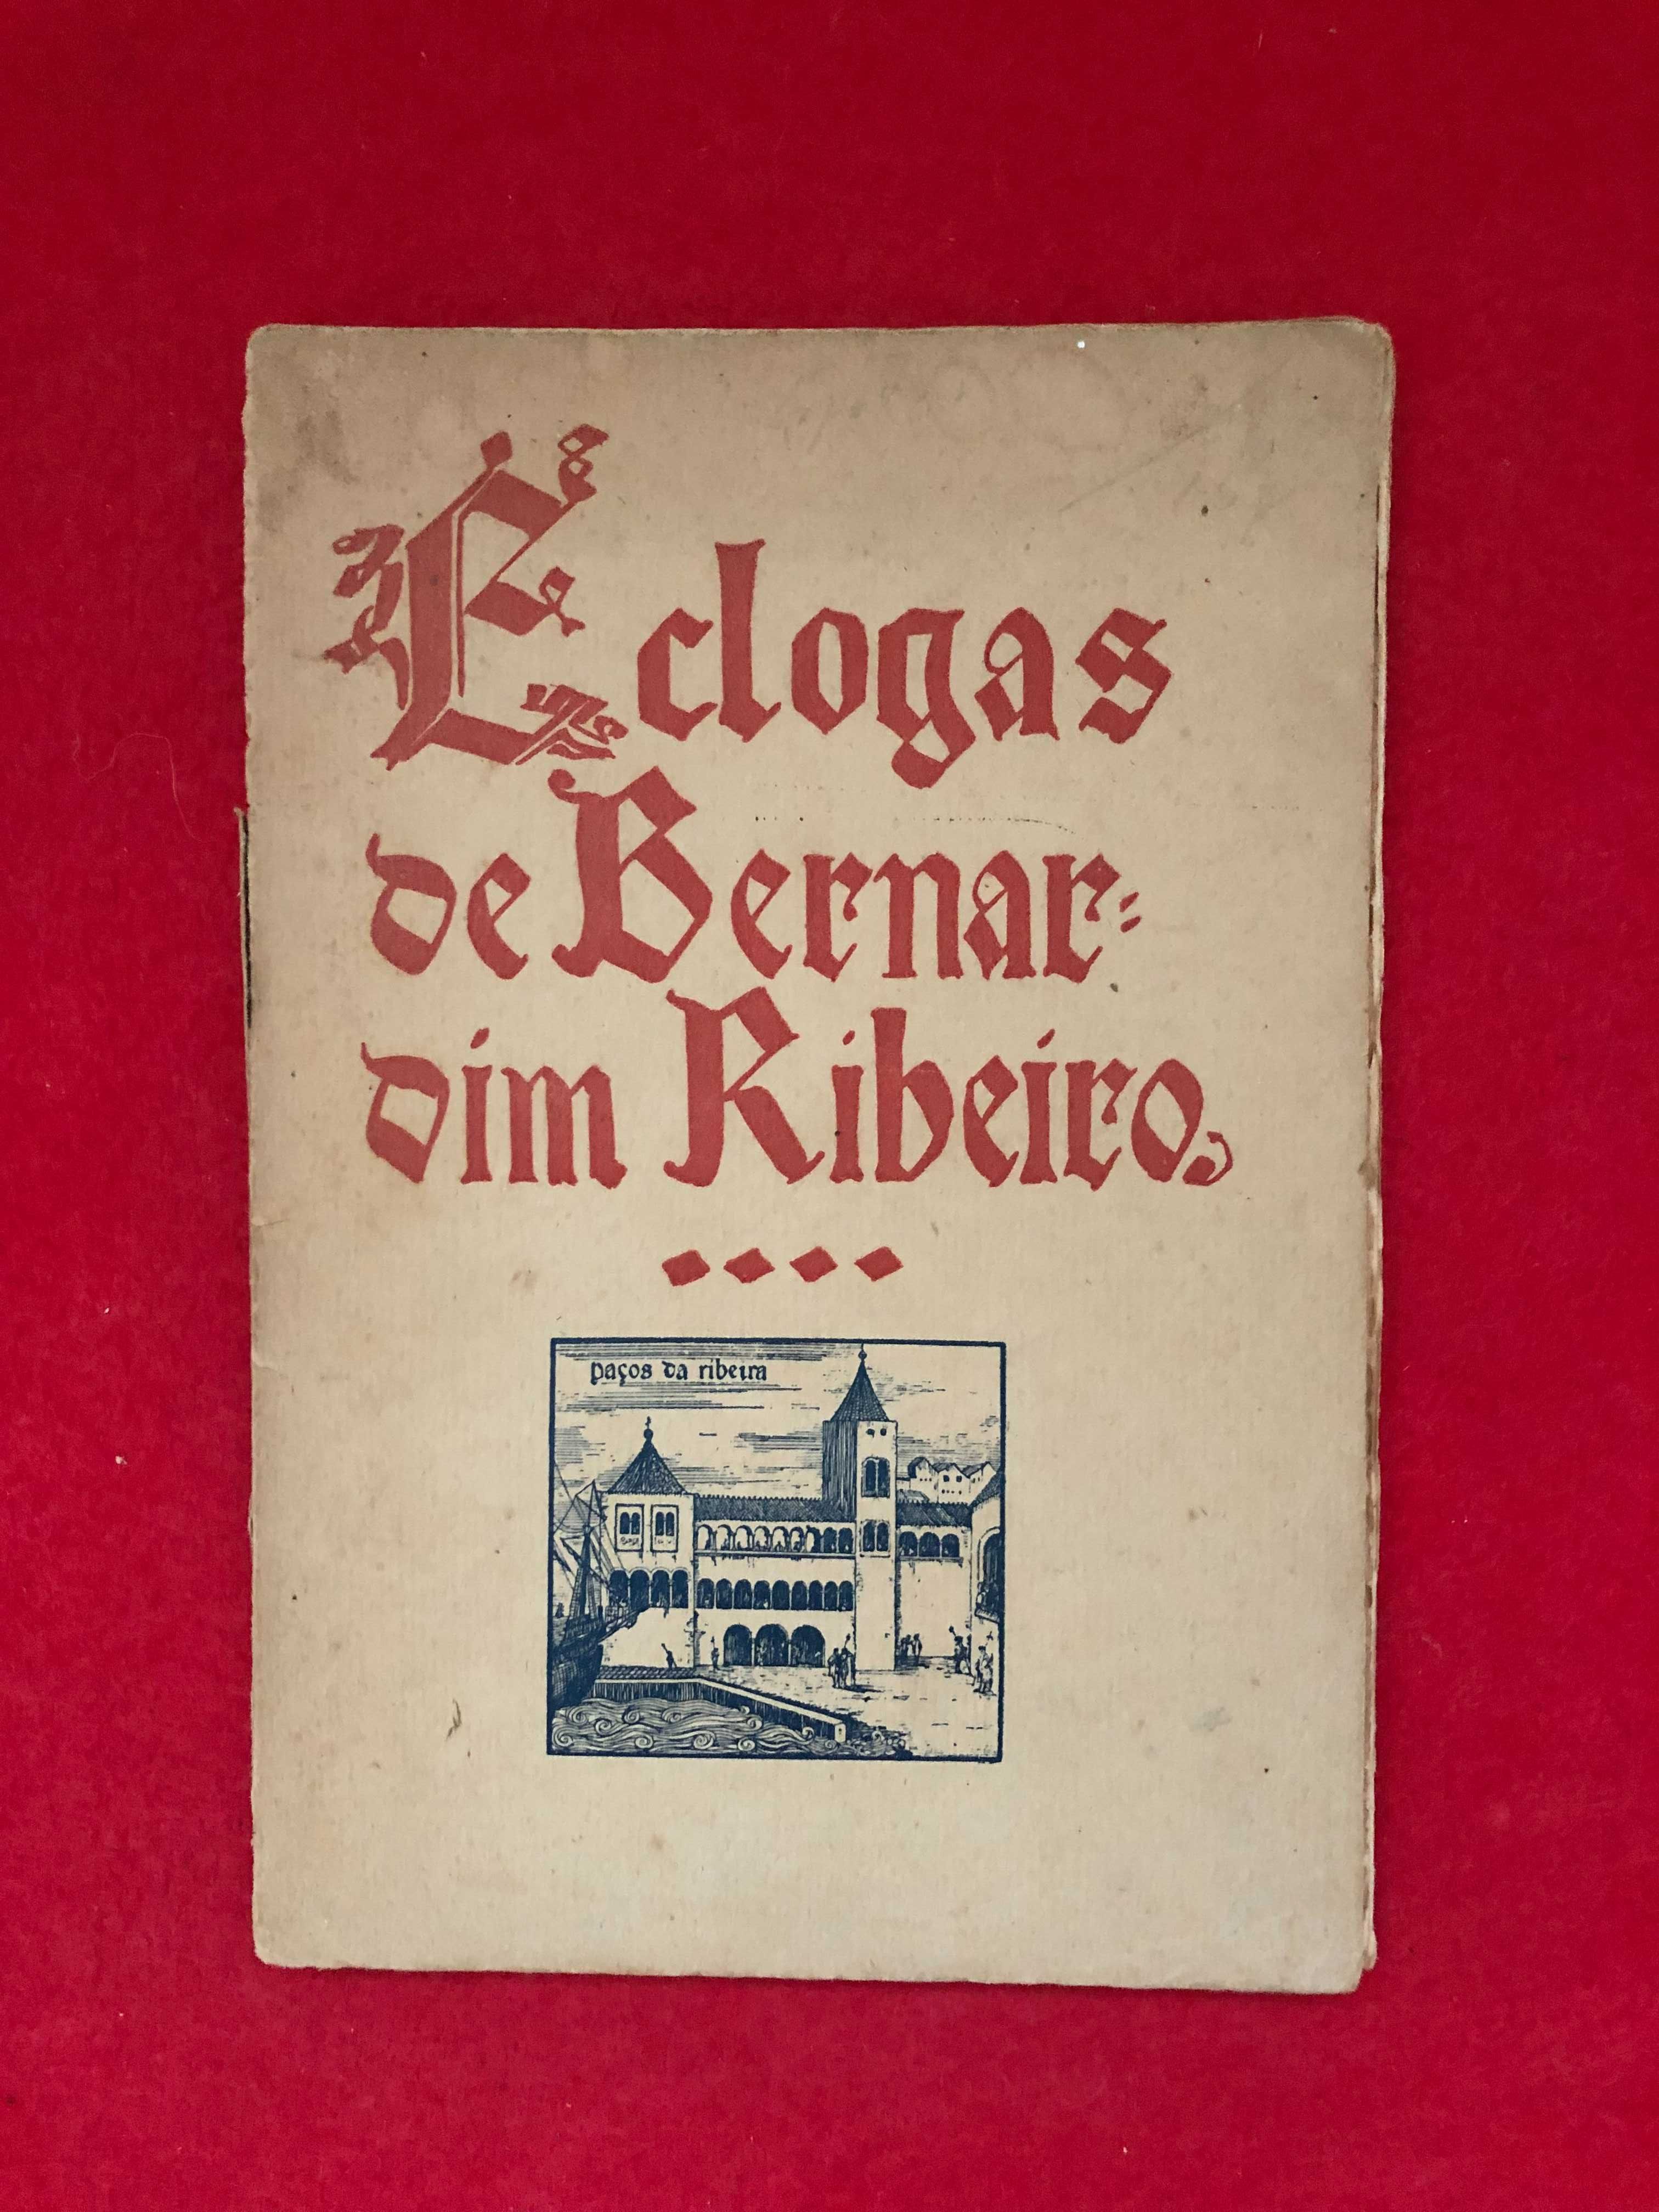 Eclogas
de Bernar=
dim Ribeiro.
paços da ribeira